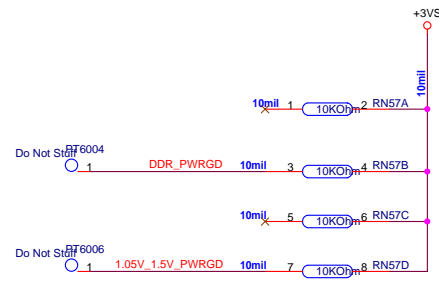 +3VS
10mil
10mil 1 10KOhm 2 RN57A
Do Not Stuff PT6004
1 DDR_PWRGD 10mil 3 10KOhm 4 RN57B
10mil 5 10KOhm 6 RN57C
Do Not Stuff PT6006
1 1.05V_1.5V_PWRGD 10mil 7 10KOhm 8 RN57D